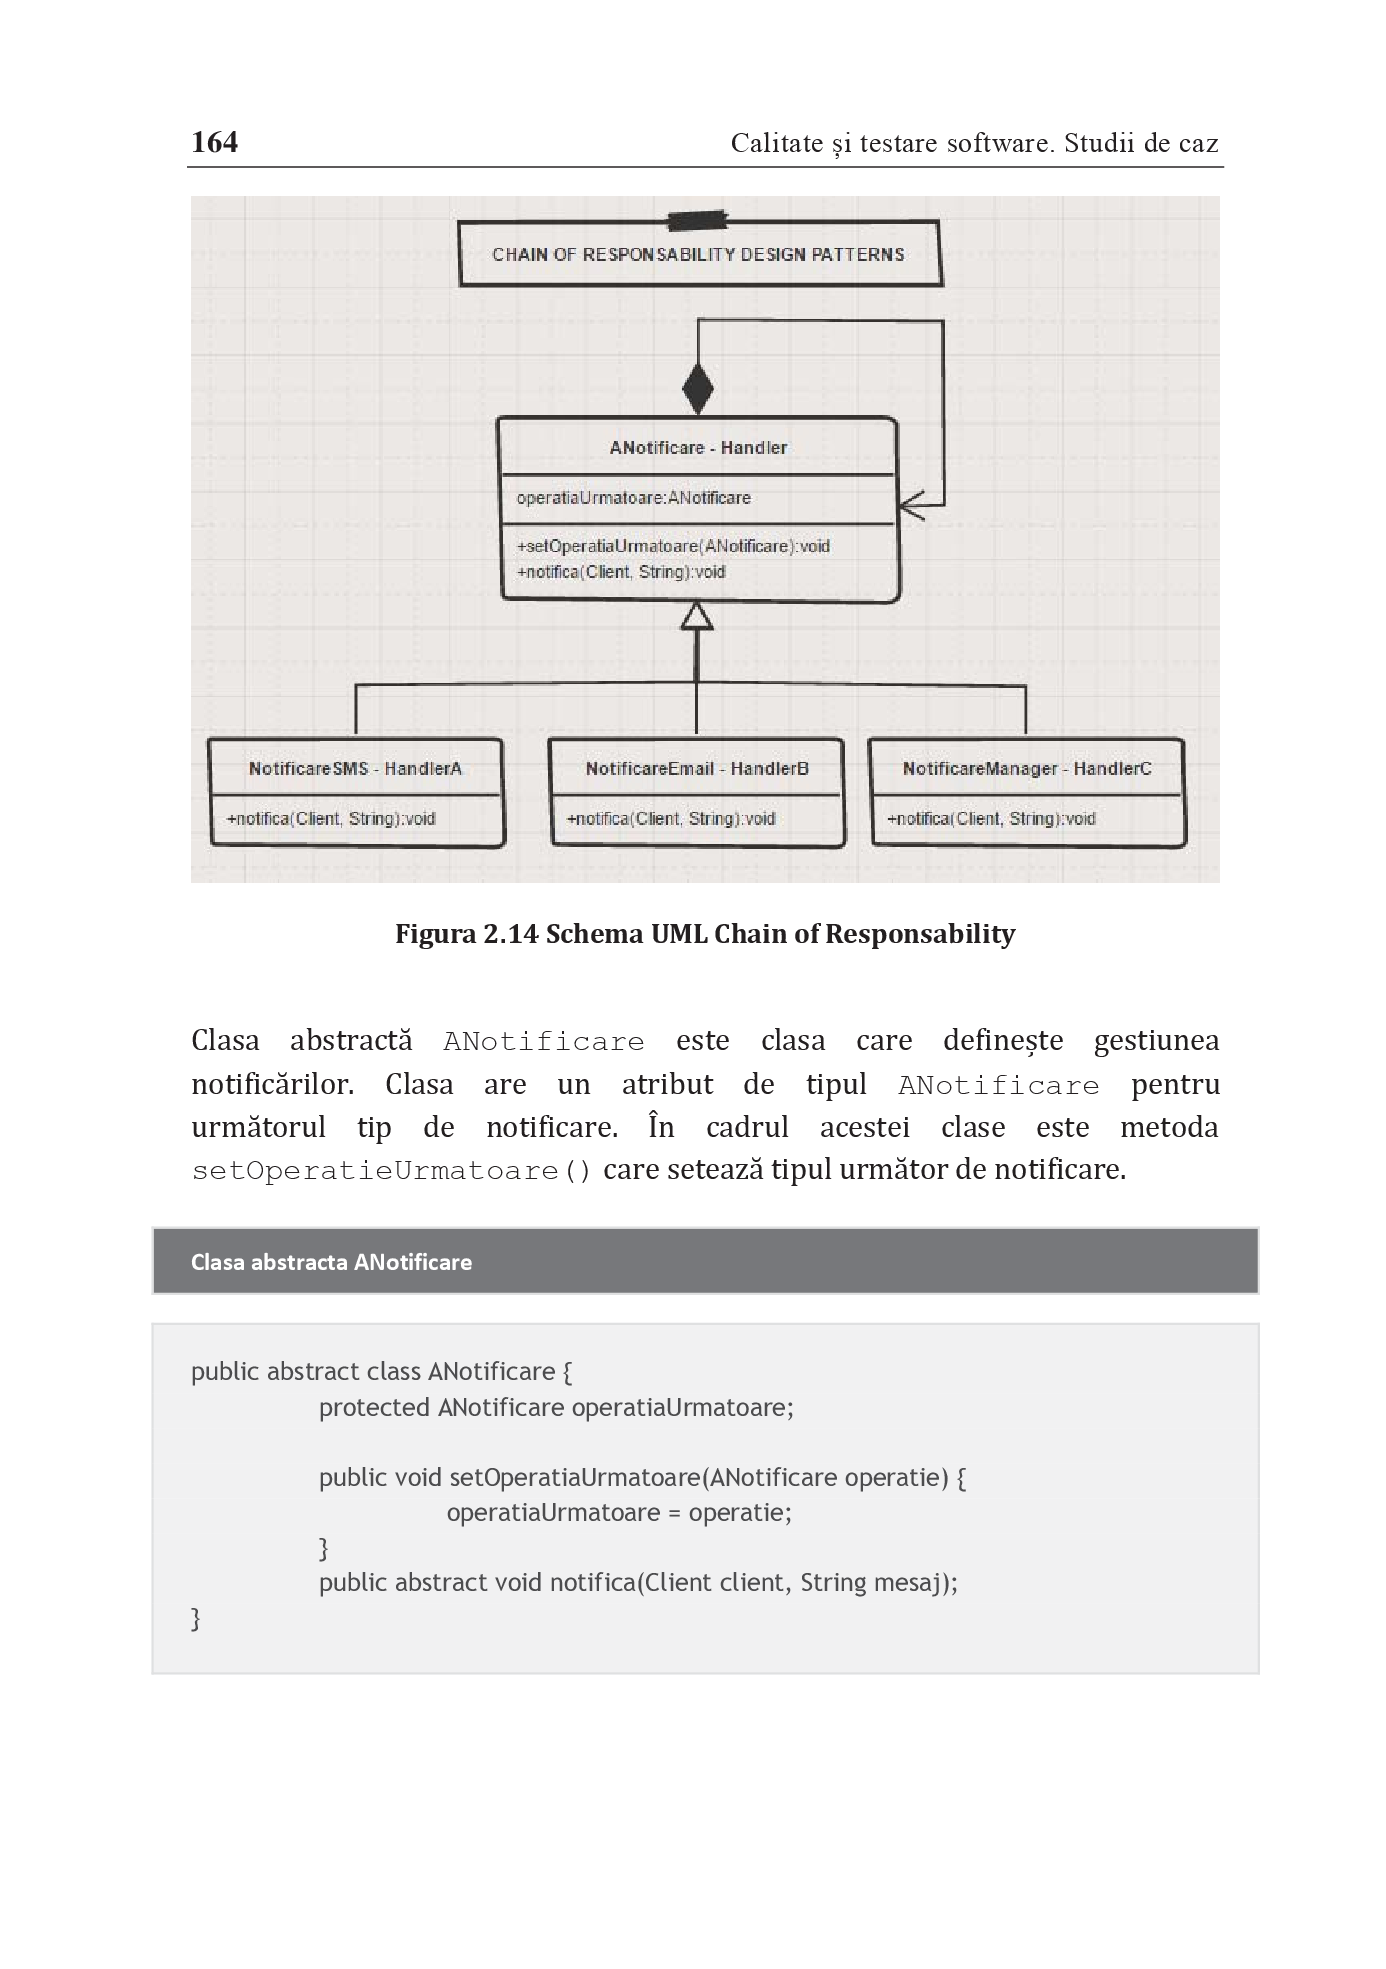 164 Calitate și testare software. Studii de caz
CHAIN OF RESPONSABILITY DESIGN PATTERNS
ANotificare - Handler
operatiaUrmatoare:ANotificare
+setOperatiaUrmatoare(ANotificare):void
+notifica(Client, String):void
NotificareSMS - HandlerA
+notifica(Client, String):void
NotificareEmail - HandlerB
+notifica(Client, String):void
NotificareManager - HandlerC
+notifica(Client, String):void
Figura 2.14 Schema UML Chain of Responsability
Clasa abstractă ANotificare este clasa care definește gestiunea
notificărilor. Clasa are un atribut de tipul ANotificare pentru
următorul tip de notificare. În cadrul acestei clase este metoda
setOperatieUrmatoare() care setează tipul următor de notificare.
Clasa abstracta ANotificare
public abstract class ANotificare {
protected ANotificare operatiaUrmatoare;
public void setOperatiaUrmatoare(ANotificare operatie) {
operatiaUrmatoare = operatie;
}
public abstract void notifica(Client client, String mesaj);
}